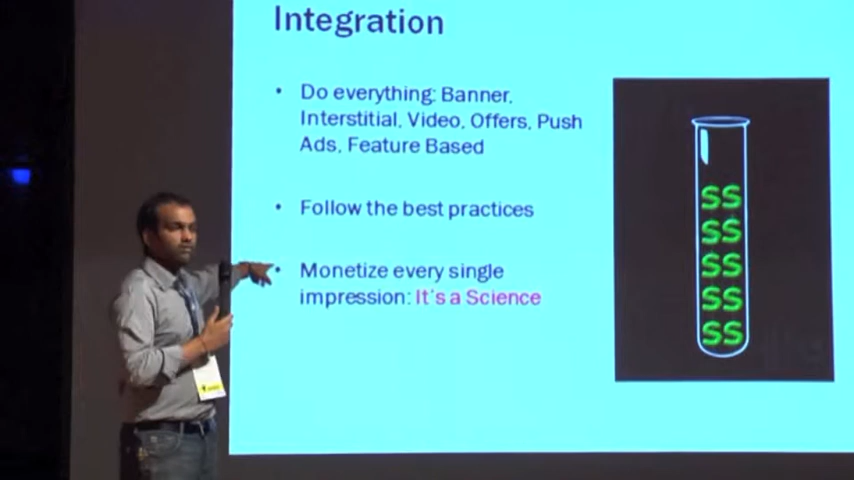 Integration
• Do everything: Banner,
Interstitial, Video, Offers, Push
Ads, Feature Based
• Follow the best practices
• Monetize every single
impression: It's a Science
$$
$$
$$
$$
$$